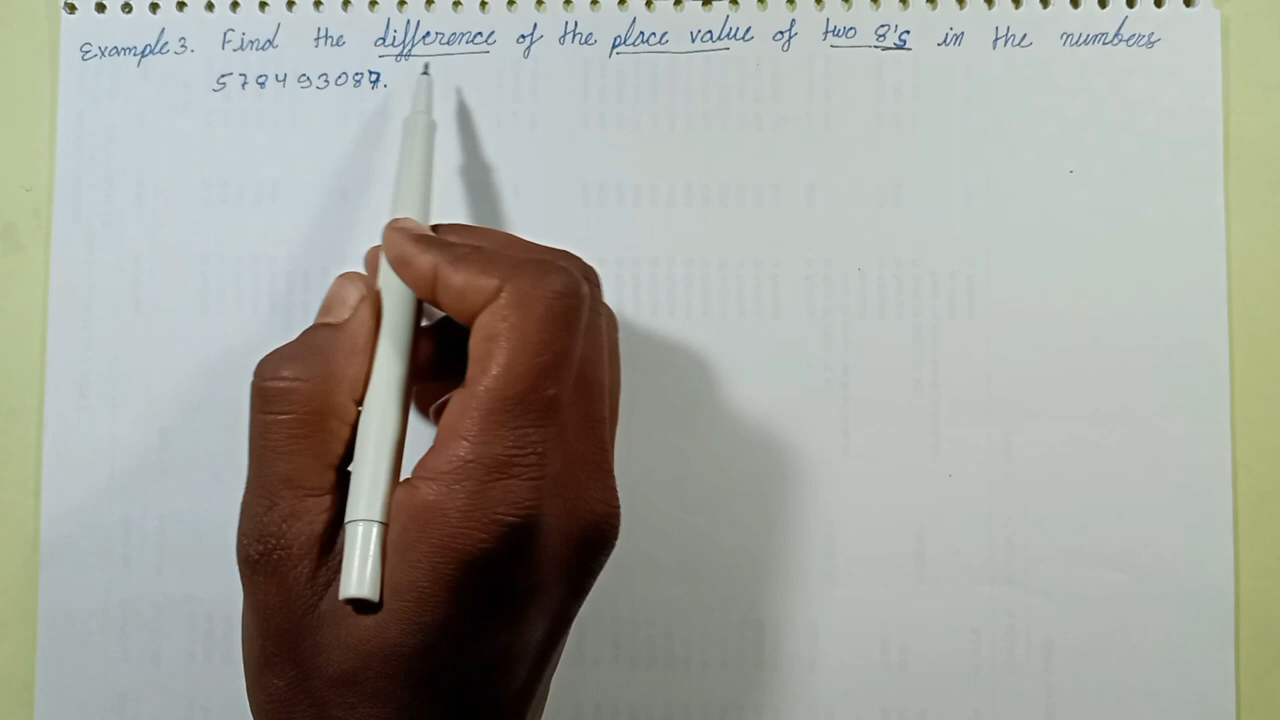 Example 3. Find the difference of the place value of two 8's in the numbers
578493087.